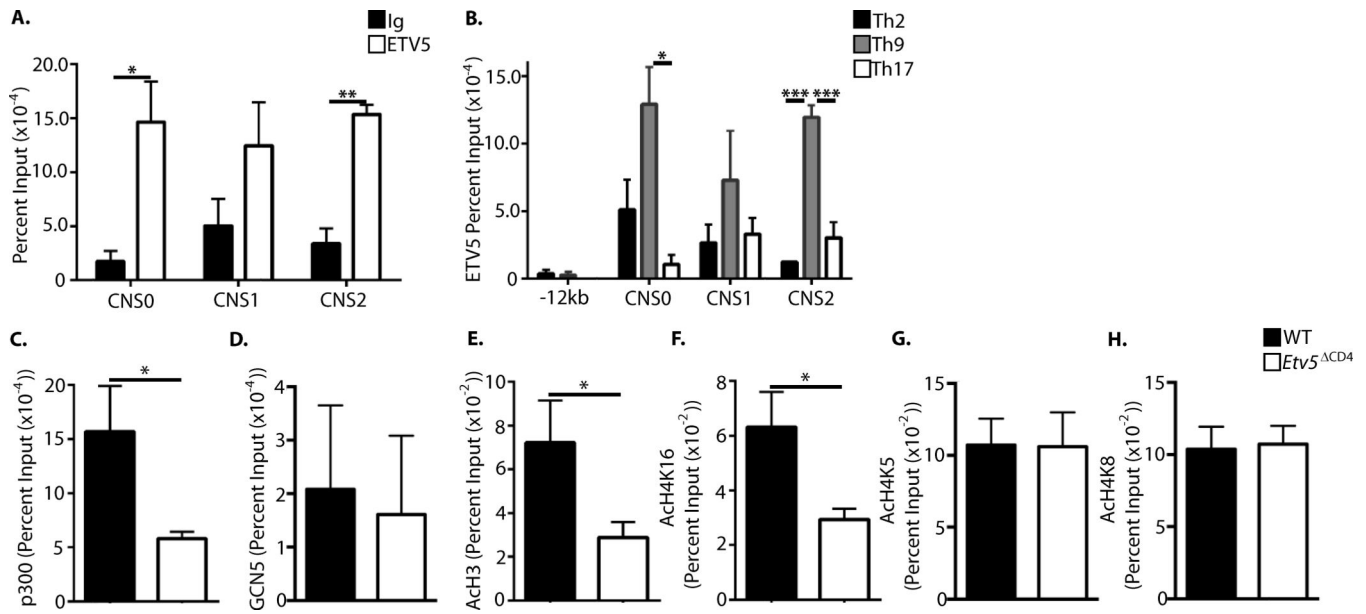 A.
Ig
ETV5
Percent Input (x10⁻⁴)
20.0
15.0
10.0
5.0
0
*
**
CNS0 CNS1 CNS2
B.
Th2
Th9
Th17
ETV5 Percent Input (x10⁻⁴)
15.0
10.0
5.0
0
*
*** ***
-12kb CNS0 CNS1 CNS2
C.
p300 (Percent Input (x10⁻⁴))
20
15
10
5
0
*
D.
GCN5 (Percent Input (x10⁻⁴))
4
3
2
1
0
E.
AcH3 (Percent Input (x10⁻²))
10
8
6
4
2
0
*
F.
AcH4K16
(Percent Input (x10⁻²))
8
6
4
2
0
*
G.
AcH4K5
(Percent Input (x10⁻²))
15
10
5
0
H.
WT
Etv5ΔCD4
AcH4K8
(Percent Input (x10⁻²))
15
10
5
0